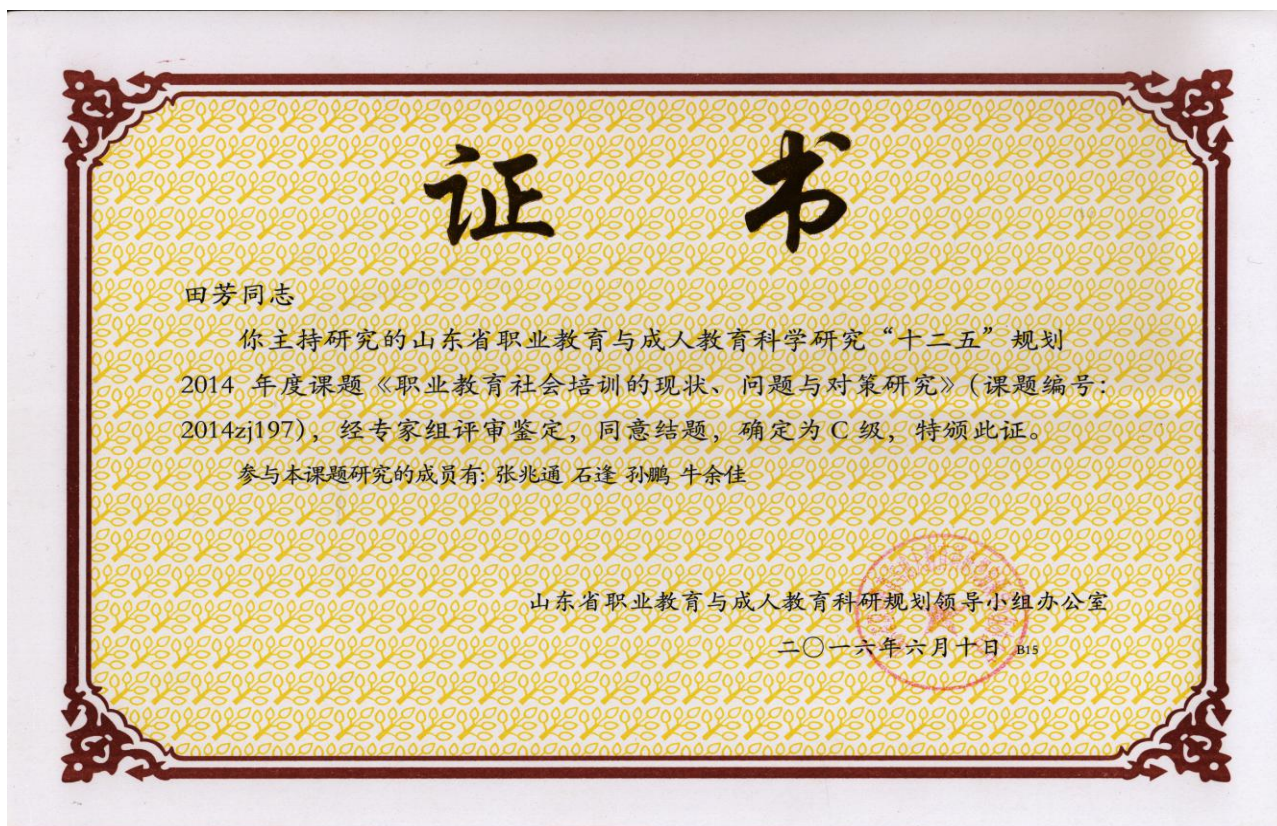 证 书
田芳同志
你主持研究的山东省职业教育与成人教育科学研究“十二五”规划
2014 年度课题《职业教育社会培训的现状、问题与对策研究》(课题编号:
2014zj197), 经专家组评审鉴定, 同意结题, 确定为 C 级, 特颁此证。
参与本课题研究的成员有: 张兆通 石逢 孙鹏 牛余佳
山东省职业教育与成人教育科研规划领导小组办公室
二〇一六年六月十日 B15